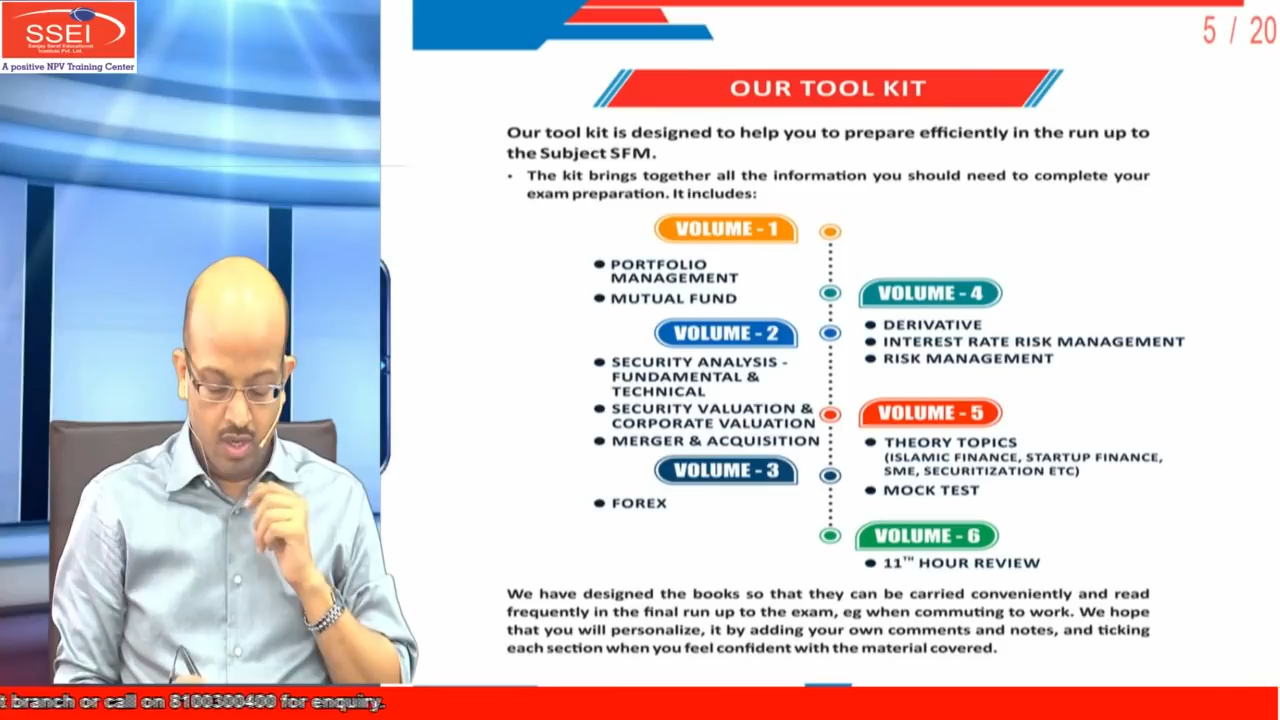 SSEI
Sanjay Saraf Educational
Institute Pvt. Ltd.
A positive NPV Training Center
5 / 20
OUR TOOL KIT
Our tool kit is designed to help you to prepare efficiently in the run up to
the Subject SFM.
• The kit brings together all the information you should need to complete your
exam preparation. It includes:
VOLUME - 1
● PORTFOLIO
MANAGEMENT
● MUTUAL FUND
VOLUME - 2
● SECURITY ANALYSIS -
FUNDAMENTAL &
TECHNICAL
● SECURITY VALUATION &
CORPORATE VALUATION
● MERGER & ACQUISITION
VOLUME - 3
● FOREX
VOLUME - 4
● DERIVATIVE
● INTEREST RATE RISK MANAGEMENT
● RISK MANAGEMENT
VOLUME - 5
● THEORY TOPICS
(ISLAMIC FINANCE, STARTUP FINANCE,
SME, SECURITIZATION ETC)
● MOCK TEST
VOLUME - 6
● 11TH HOUR REVIEW
We have designed the books so that they can be carried conveniently and read
frequently in the final run up to the exam, eg when commuting to work. We hope
that you will personalize, it by adding your own comments and notes, and ticking
each section when you feel confident with the material covered.
t branch or call on 8100300400 for enquiry.